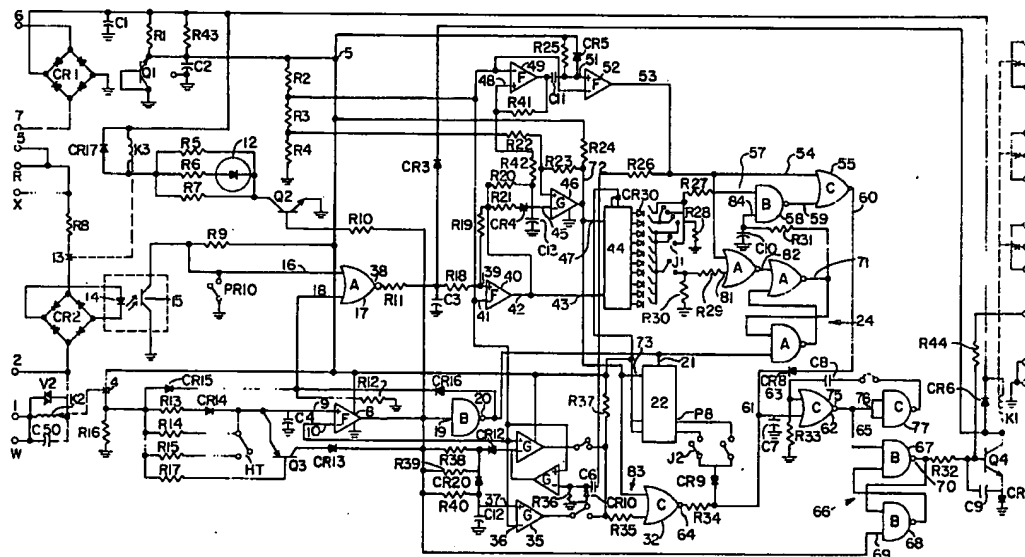 6 C1 R1 R43 C2 Q1 CR1 7
5 R2 R3 R4
R25 CR5 51 52 53 49 48 F F C11 R41
5 R X CR17 K3 R5 R6 R7 12 Q2 R10
CR3 R22 R42 R23 R24 72 R20 R21 R19 CR4 45 46 G C13 47
R26 CR30 R27 R28 J1 44 43 R30 R29 81
57 54 55 C 60 84 B 58 59 C10 R31 82 A A 71 A 24
R8 13 R9 16 PR10 18 38 17 R11 C3 R18 39 40 F 41 42
CR2 14 15
2 V2 K2 4 1 C50 W R16
CR15 R13 CR14 R14 R15 R17 HT Q3 CR13
C4 9 10 F 8 R12 CR16 19 B 20
R39 R38 CR12 CR20 R40 C12 37 36 G G G 35 R36 C6 CR10 R37
73 21 22 P8 J2 CR9 83 R35 C 32 64 R34
CR8 63 C8 R33 75 C 62 61 C7 76 C 77 65
B 67 66 70 R32 B 68 69
R44 CR6 K1 Q4 C9 CR